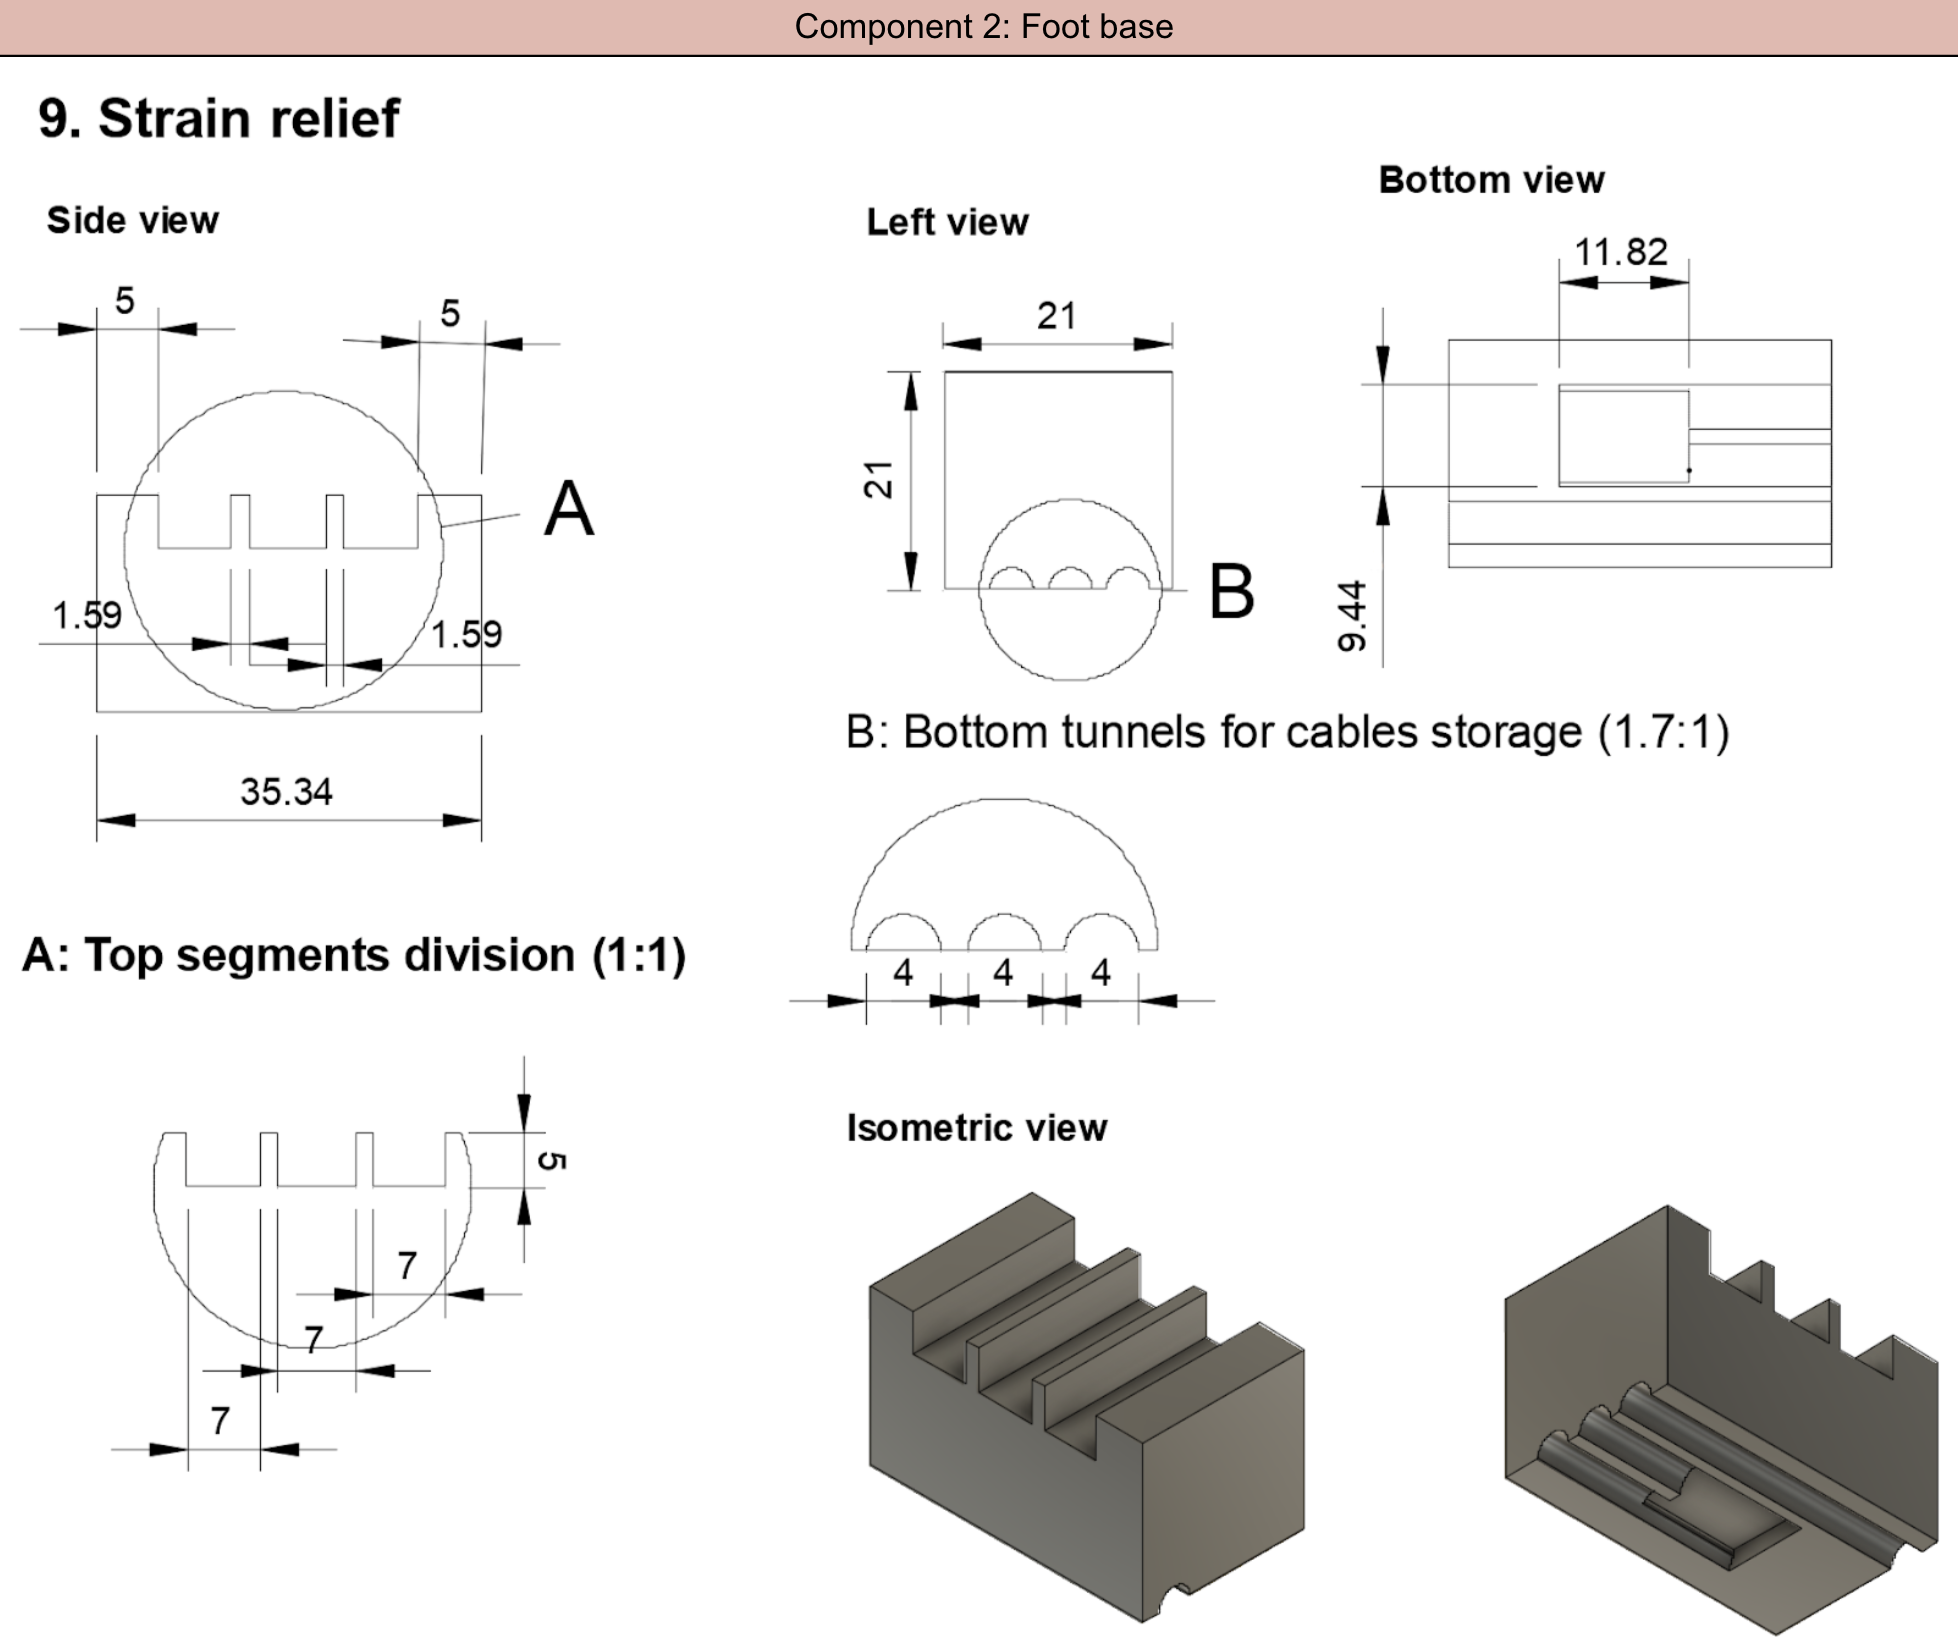 Component 2: Foot base
9. Strain relief
Side view
5
5
A
1.59
1.59
35.34
Left view
21
21
B
Bottom view
11.82
9.44
B: Bottom tunnels for cables storage (1.7:1)
4 4 4
A: Top segments division (1:1)
5
7
7
7
Isometric view